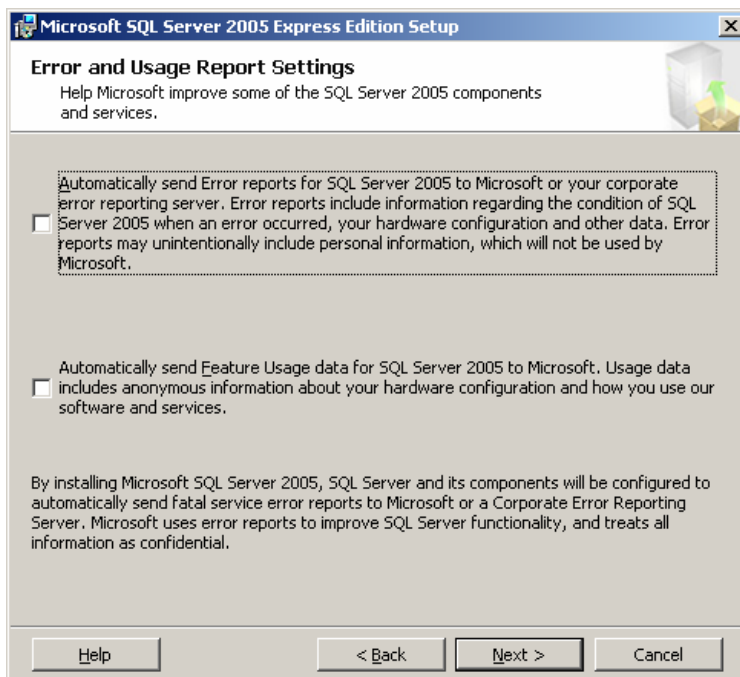 Microsoft SQL Server 2005 Express Edition Setup
Error and Usage Report Settings
Help Microsoft improve some of the SQL Server 2005 components
and services.
Automatically send Error reports for SQL Server 2005 to Microsoft or your corporate
error reporting server. Error reports include information regarding the condition of SQL
Server 2005 when an error occurred, your hardware configuration and other data. Error
reports may unintentionally include personal information, which will not be used by
Microsoft.
Automatically send Feature Usage data for SQL Server 2005 to Microsoft. Usage data
includes anonymous information about your hardware configuration and how you use our
software and services.
By installing Microsoft SQL Server 2005, SQL Server and its components will be configured to
automatically send fatal service error reports to Microsoft or a Corporate Error Reporting
Server. Microsoft uses error reports to improve SQL Server functionality, and treats all
information as confidential.
Help < Back Next > Cancel